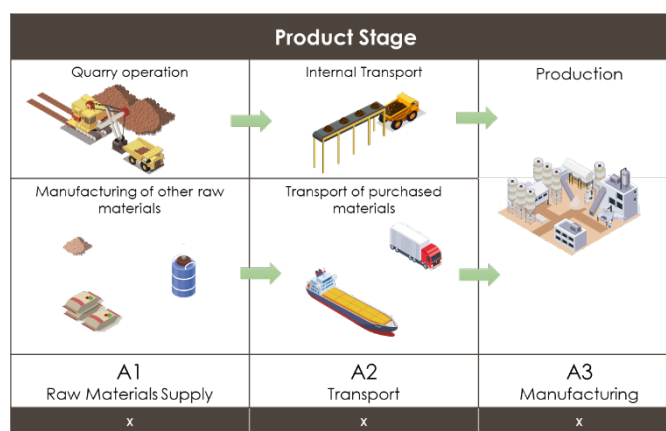 Product Stage
Quarry operation
Internal Transport
Production
Manufacturing of other raw
materials
Transport of purchased
materials
A1
Raw Materials Supply
A2
Transport
A3
Manufacturing
x
x
x